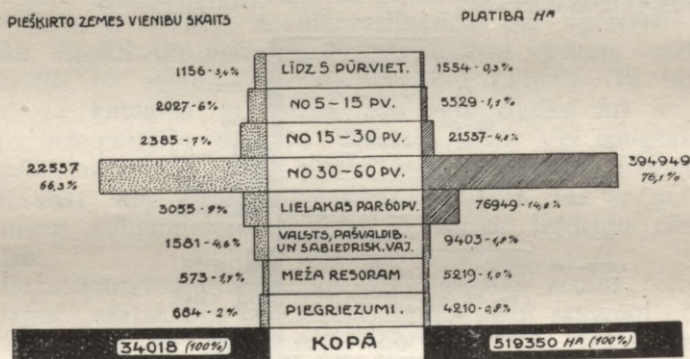 PIEŠĶIRTO ZEMES VIENĪBU SKAITS PLATIBA HA
1156-3,4% LĪDZ 5 PŪRVIET. 1554-0,3%
2027-6% NO 5-15 PV. 5529-1,1%
2385-7% NO 15-30 PV. 21537-4,2%
22557 NO 30-60 PV. 394949
66,3% 76,1%
3055-9% LIELAKAS PAR 60 PV. 76949-14,8%
1581-4,6% VALSTS, PAŠVALDIB. 9403-1,8%
UN SABIEDRISK. VAJ.
573-1,7% MEŽA RESORAM 5219-1,0%
684-2% PIEGRIEZUMI. 4210-0,8%
34018 (100%) KOPĀ 519350 HA (100%)